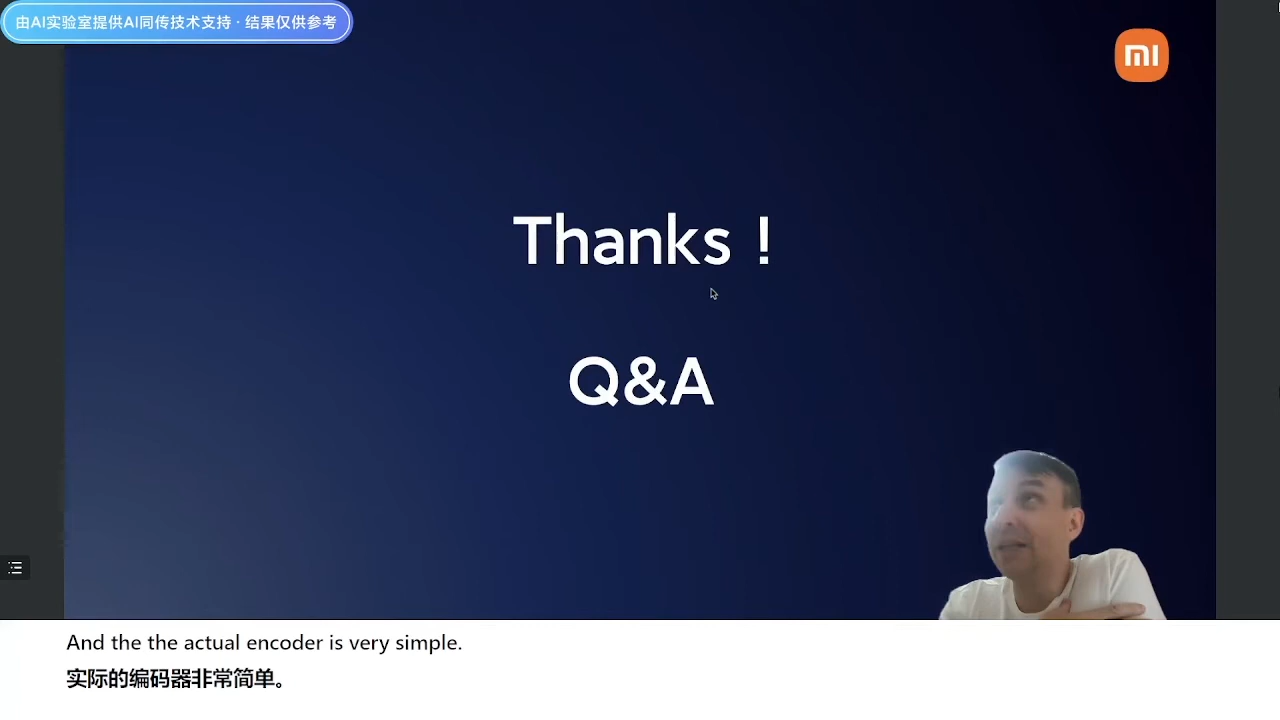 由AI实验室提供AI同传技术支持 · 结果仅供参考
mi
Thanks !
Q&A
And the the actual encoder is very simple.
实际的编码器非常简单。